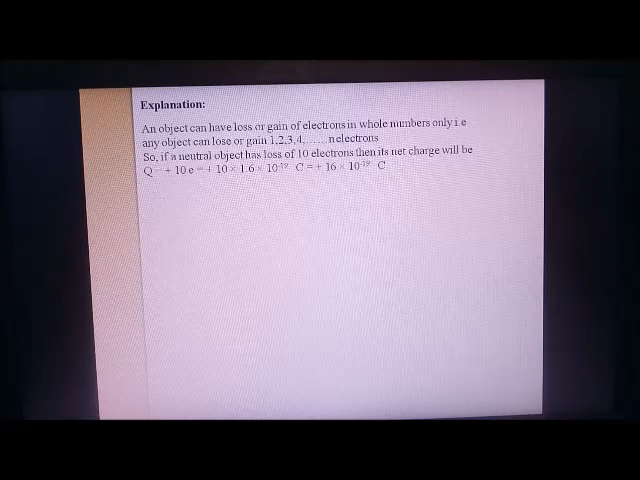 Explanation:
An object can have loss or gain of electrons in whole numbers only i.e
any object can lose or gain 1,2,3,4,...... n electrons
So, if a neutral object has loss of 10 electrons then its net charge will be
Q = + 10 e = + 10 × 1.6 × 10⁻¹⁹ C = + 16 × 10⁻¹⁹ C